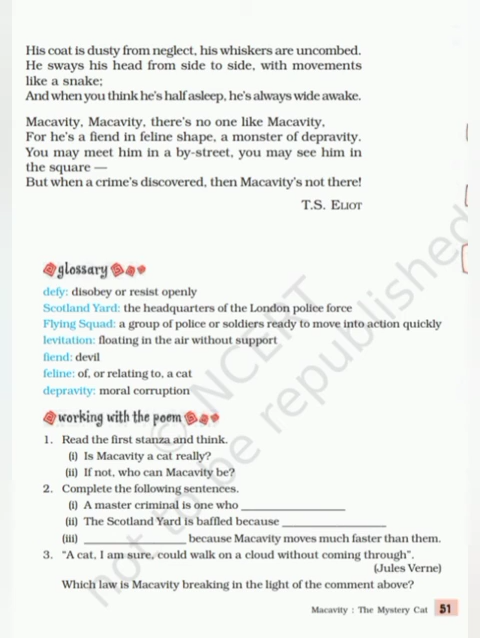 His coat is dusty from neglect, his whiskers are uncombed.
He sways his head from side to side, with movements
like a snake;
And when you think he's half asleep, he's always wide awake.
Macavity, Macavity, there's no one like Macavity,
For he's a fiend in feline shape, a monster of depravity.
You may meet him in a by-street, you may see him in
the square —
But when a crime's discovered, then Macavity's not there!
T.S. ELIOT
glossary
defy: disobey or resist openly
Scotland Yard: the headquarters of the London police force
Flying Squad: a group of police or soldiers ready to move into action quickly
levitation: floating in the air without support
fiend: devil
feline: of, or relating to, a cat
depravity: moral corruption
working with the poem
1. Read the first stanza and think.
(i) Is Macavity a cat really?
(ii) If not, who can Macavity be?
2. Complete the following sentences.
(i) A master criminal is one who ____________________
(ii) The Scotland Yard is baffled because ____________________
(iii) ____________________ because Macavity moves much faster than them.
3. “A cat, I am sure, could walk on a cloud without coming through”.
(Jules Verne)
Which law is Macavity breaking in the light of the comment above?
Macavity : The Mystery Cat 51
© NCERT
not to be republished